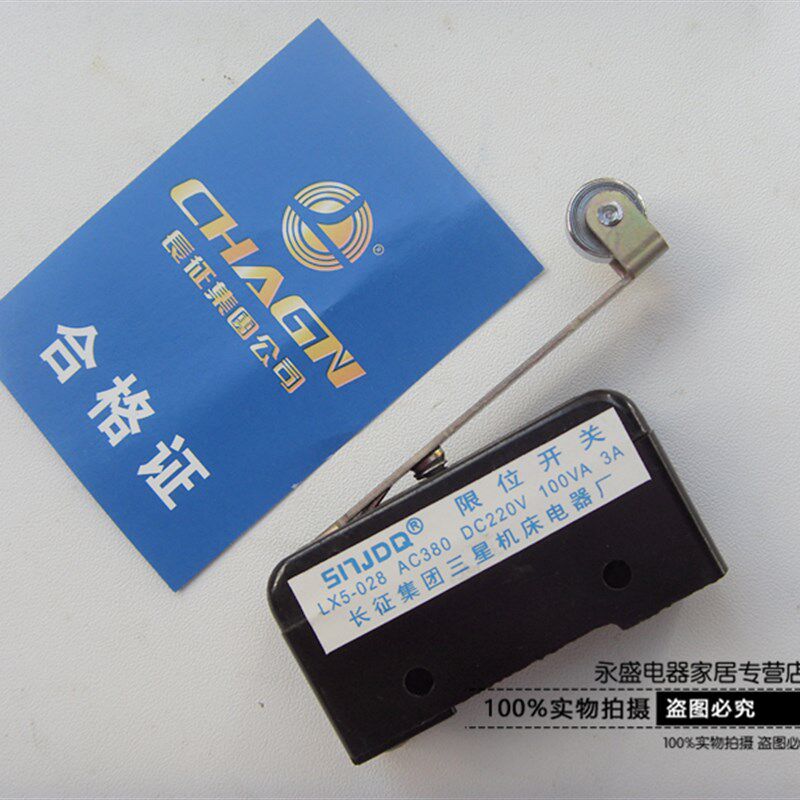 CHAGN
®
長征集团公司
合格证
SNJDQ® 限位开关
LX5-028 AC380 DC220V 100VA 3A
长征集团三星机床电器厂
永盛电器家居专营店
100%实物拍摄 盗图必究
100%实物拍摄 盗图必